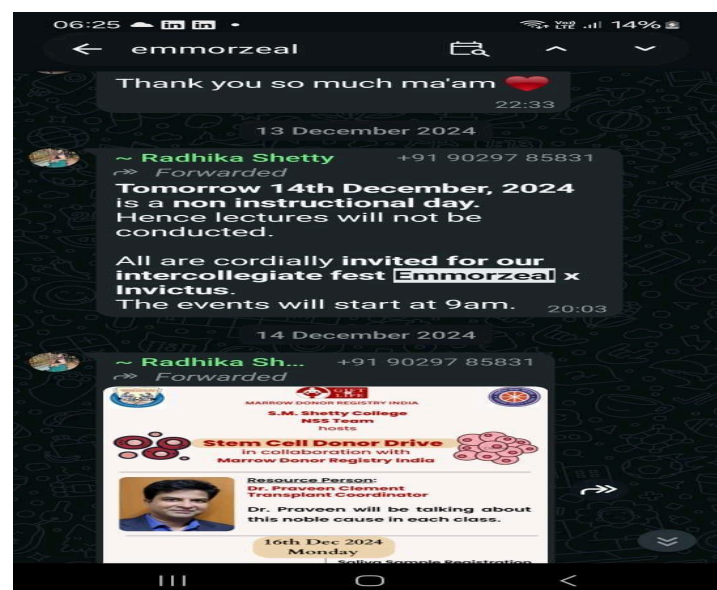 06:25
14%
emmorzeal
Thank you so much ma'am ❤️
22:33
13 December 2024
~ Radhika Shetty +91 90297 85831
Forwarded
Tomorrow 14th December, 2024
is a non instructional day.
Hence lectures will not be
conducted.
All are cordially invited for our
intercollegiate fest Emmorzeal x
Invictus.
The events will start at 9am. 20:03
14 December 2024
~ Radhika Sh... +91 90297 85831
Forwarded
MARROW DONOR REGISTRY INDIA
S.M. Shetty College
NSS Team
hosts
Stem Cell Donor Drive
in collaboration with
Marrow Donor Registry India
Resource Person:
Dr. Praveen Clement
Transplant Coordinator
Dr. Praveen will be talking about
this noble cause in each class.
16th Dec 2024
Monday
Saliva Sample Registration